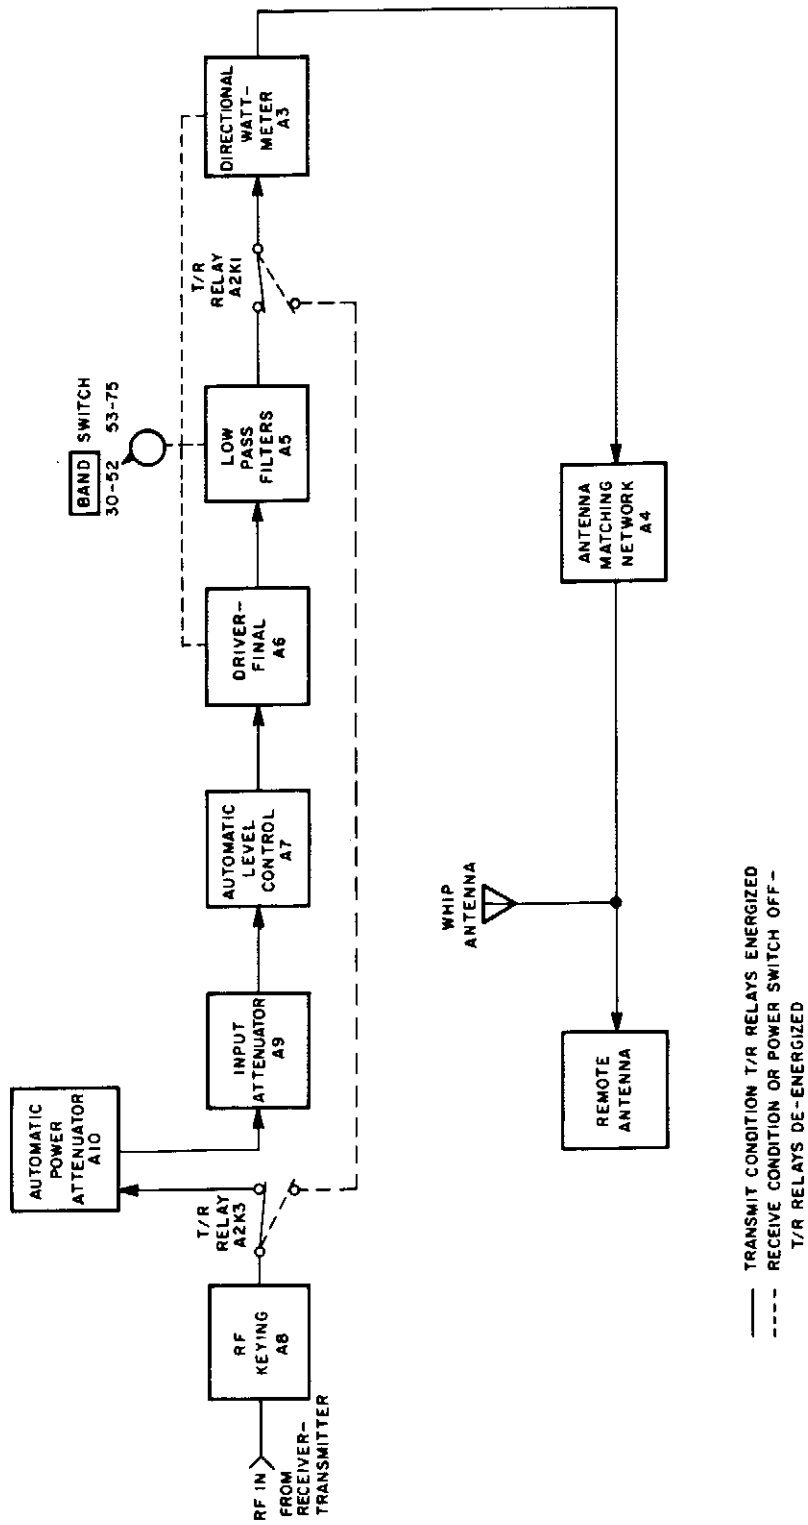 RF IN
FROM
RECEIVER-
TRANSMITTER
RF
KEYING
A8
T/R
RELAY
A2K3
AUTOMATIC
POWER
ATTENUATOR
A10
INPUT
ATTENUATOR
A9
AUTOMATIC
LEVEL
CONTROL
A7
DRIVER-
FINAL
A6
LOW
PASS
FILTERS
A5
BAND SWITCH
30-52 53-75
T/R
RELAY
A2K1
DIRECTIONAL
WATT-
METER
A3
ANTENNA
MATCHING
NETWORK
A4
WHIP
ANTENNA
REMOTE
ANTENNA
TRANSMIT CONDITION T/R RELAYS ENERGIZED
RECEIVE CONDITION OR POWER SWITCH OFF-
T/R RELAYS DE-ENERGIZED